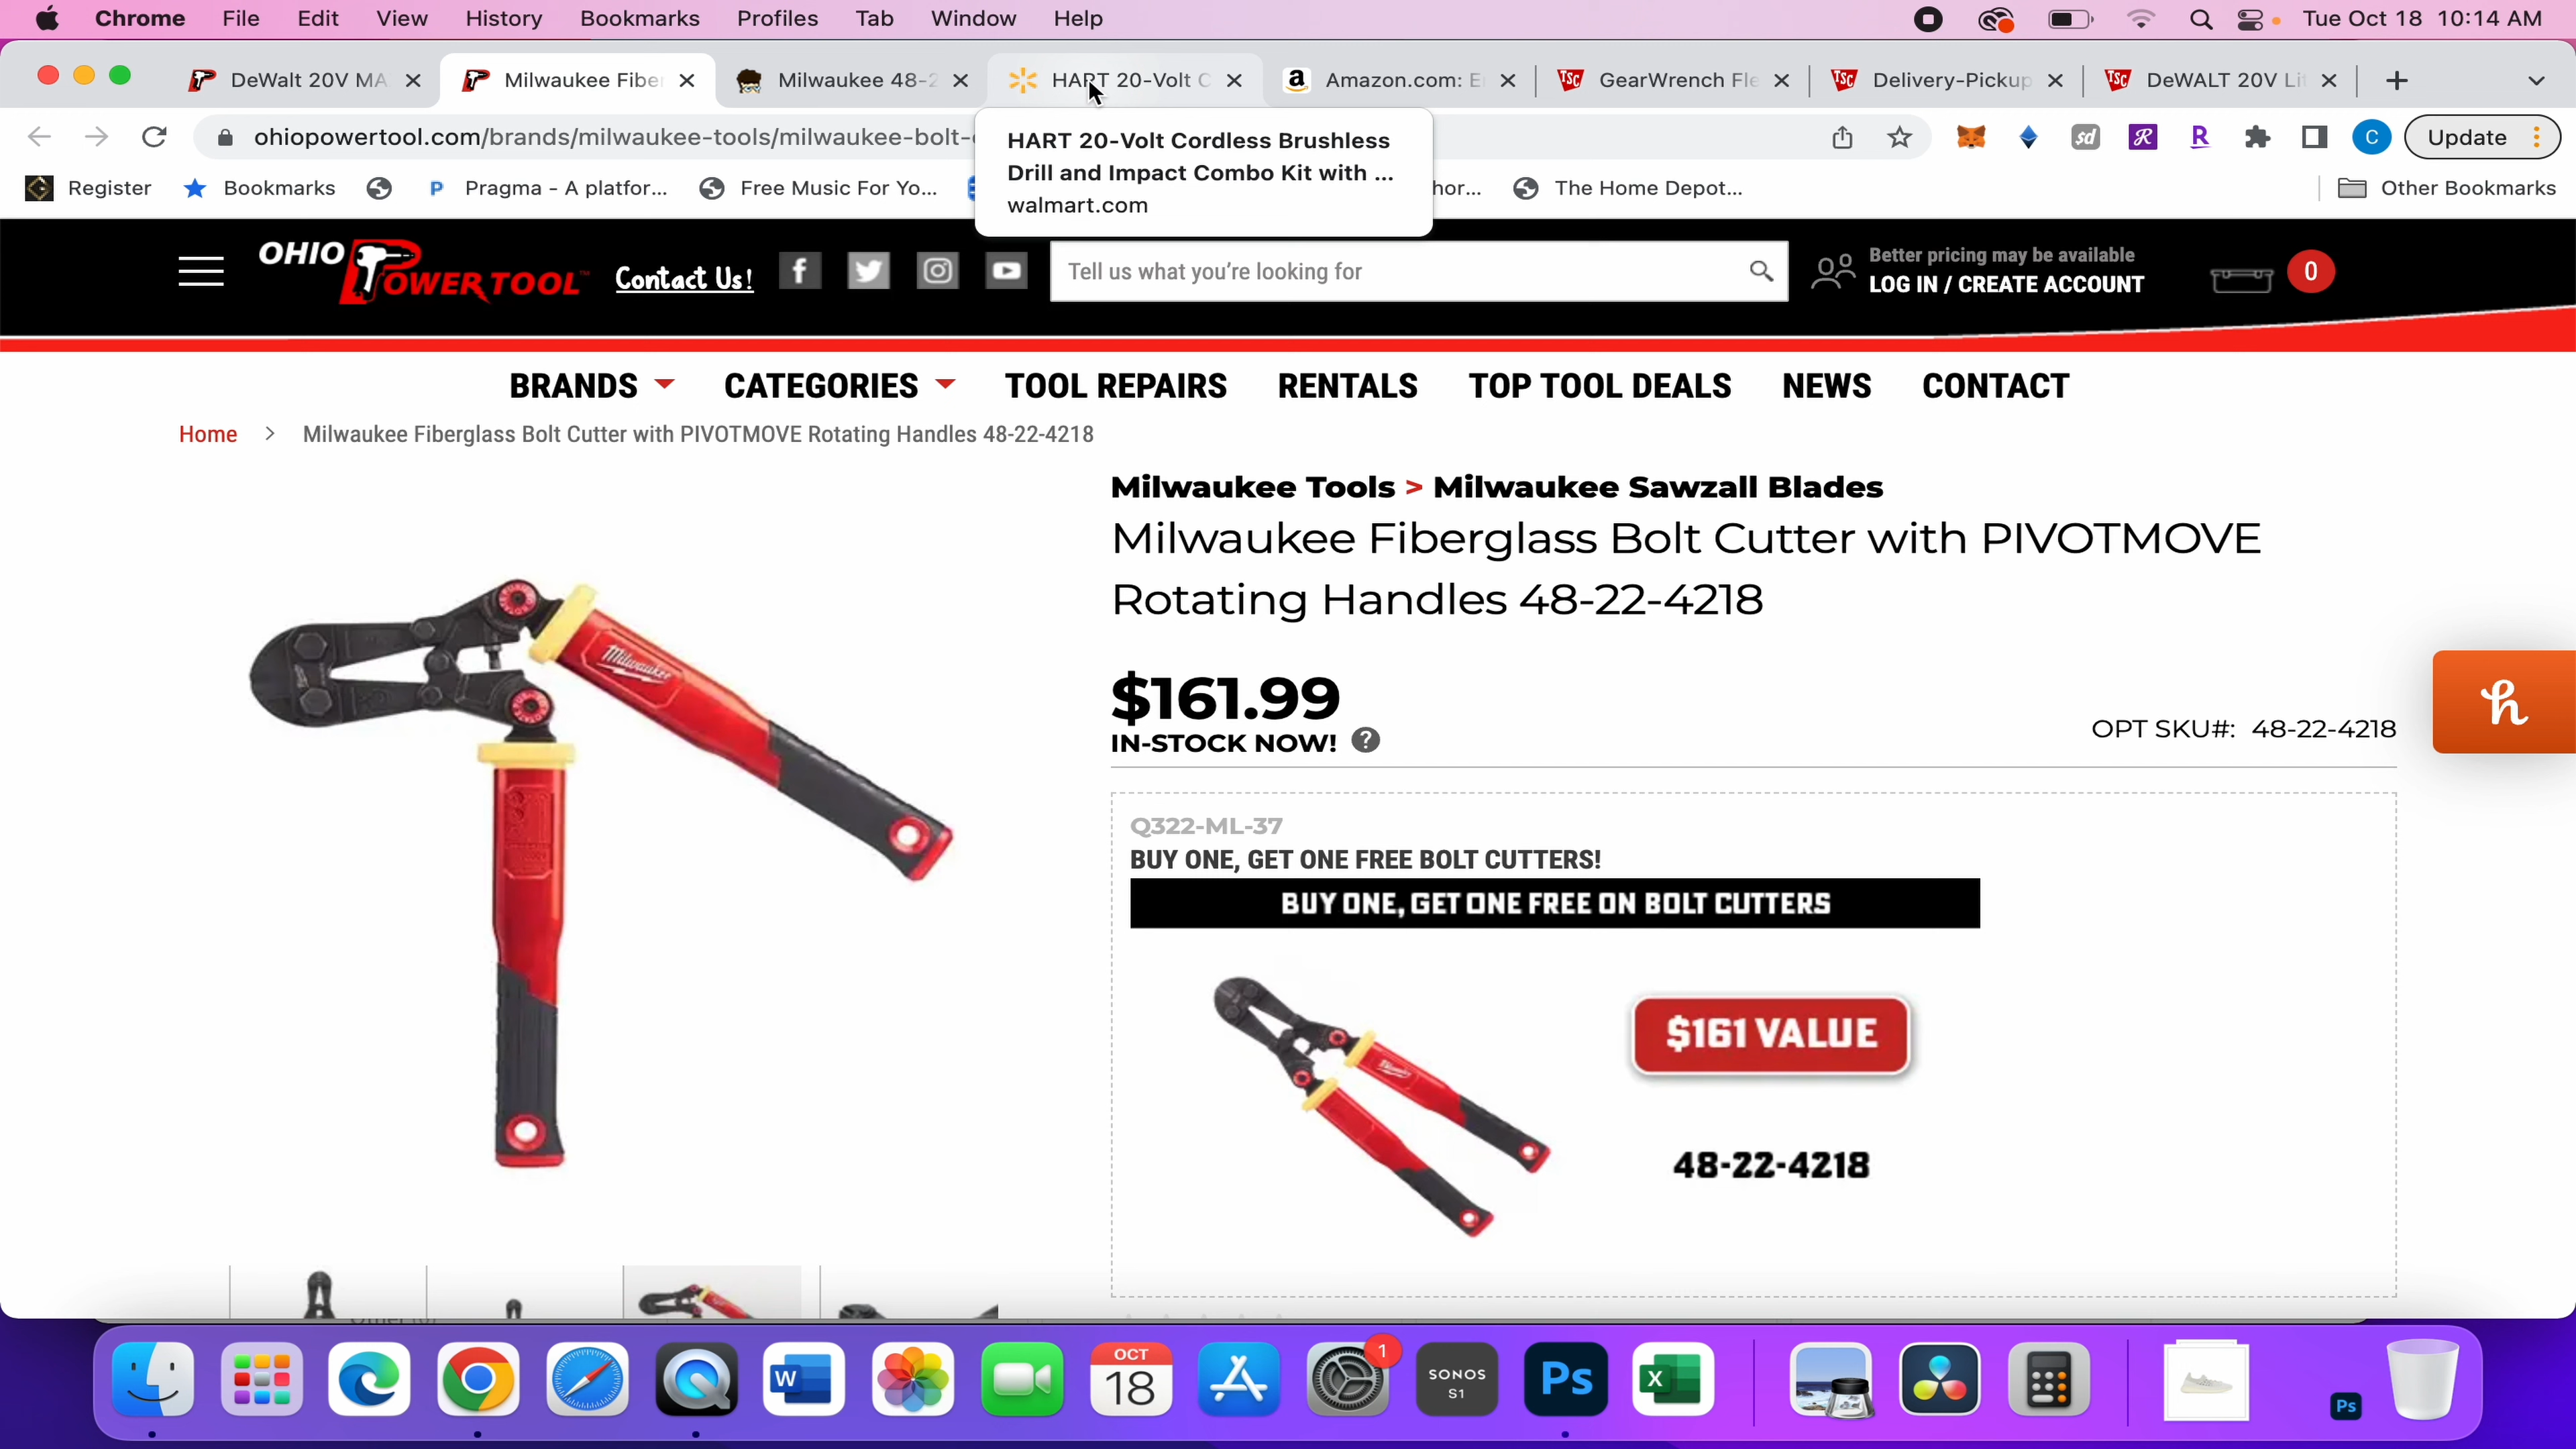 Chrome File Edit View History Bookmarks Profiles Tab Window Help Tue Oct 18 10:14 AM
DeWalt 20V MA Milwaukee Fiber Milwaukee 48-2 HART 20-Volt C Amazon.com: E GearWrench Fle Delivery-Pickup DeWALT 20V Lit
ohiopowertool.com/brands/milwaukee-tools/milwaukee-bolt- C Update
HART 20-Volt Cordless Brushless
Drill and Impact Combo Kit with ...
walmart.com
Register Bookmarks P Pragma - A platfor... Free Music For Yo... hor... The Home Depot... Other Bookmarks
OHIO POWER TOOL Contact Us! Tell us what you're looking for
Better pricing may be available
LOG IN / CREATE ACCOUNT
0
BRANDS CATEGORIES TOOL REPAIRS RENTALS TOP TOOL DEALS NEWS CONTACT
Home > Milwaukee Fiberglass Bolt Cutter with PIVOTMOVE Rotating Handles 48-22-4218
Milwaukee Tools > Milwaukee Sawzall Blades
Milwaukee Fiberglass Bolt Cutter with PIVOTMOVE
Rotating Handles 48-22-4218
Milwaukee
$161.99
IN-STOCK NOW! ?
OPT SKU#: 48-22-4218
h
Q322-ML-37
BUY ONE, GET ONE FREE BOLT CUTTERS!
BUY ONE, GET ONE FREE ON BOLT CUTTERS
$161 VALUE
48-22-4218
W
OCT
18
1
SONOS
S1
Ps
X
Ps